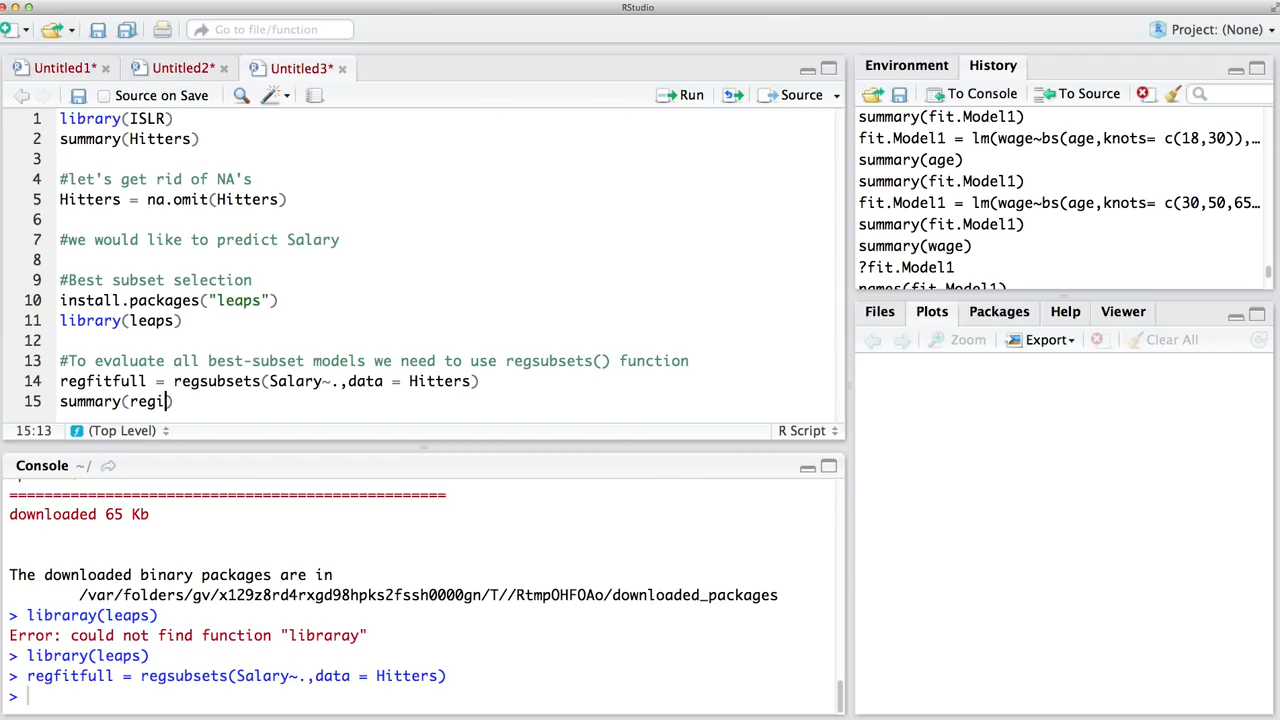 RStudio
Go to file/function
Project: (None)
Untitled1*
Untitled2*
Untitled3*
Source on Save
Run
Source
1 library(ISLR)
2 summary(Hitters)
3
4 #let's get rid of NA's
5 Hitters = na.omit(Hitters)
6
7 #we would like to predict Salary
8
9 #Best subset selection
10 install.packages("leaps")
11 library(leaps)
12
13 #To evaluate all best-subset models we need to use regsubsets() function
14 regfitfull = regsubsets(Salary~.,data = Hitters)
15 summary(regi)
15:13 (Top Level) R Script
Console ~/
================================================
downloaded 65 Kb
The downloaded binary packages are in
/var/folders/gv/x129z8rd4rxgd98hpks2fssh0000gn/T//RtmpOHFOAo/downloaded_packages
> libraray(leaps)
Error: could not find function "libraray"
> library(leaps)
> regfitfull = regsubsets(Salary~.,data = Hitters)
>
Environment History
To Console To Source
summary(fit.Model1)
fit.Model1 = lm(wage~bs(age,knots= c(18,30)),…
summary(age)
summary(fit.Model1)
fit.Model1 = lm(wage~bs(age,knots= c(30,50,65…
summary(fit.Model1)
summary(wage)
?fit.Model1
names(fit.Model1)
Files Plots Packages Help Viewer
Zoom Export Clear All